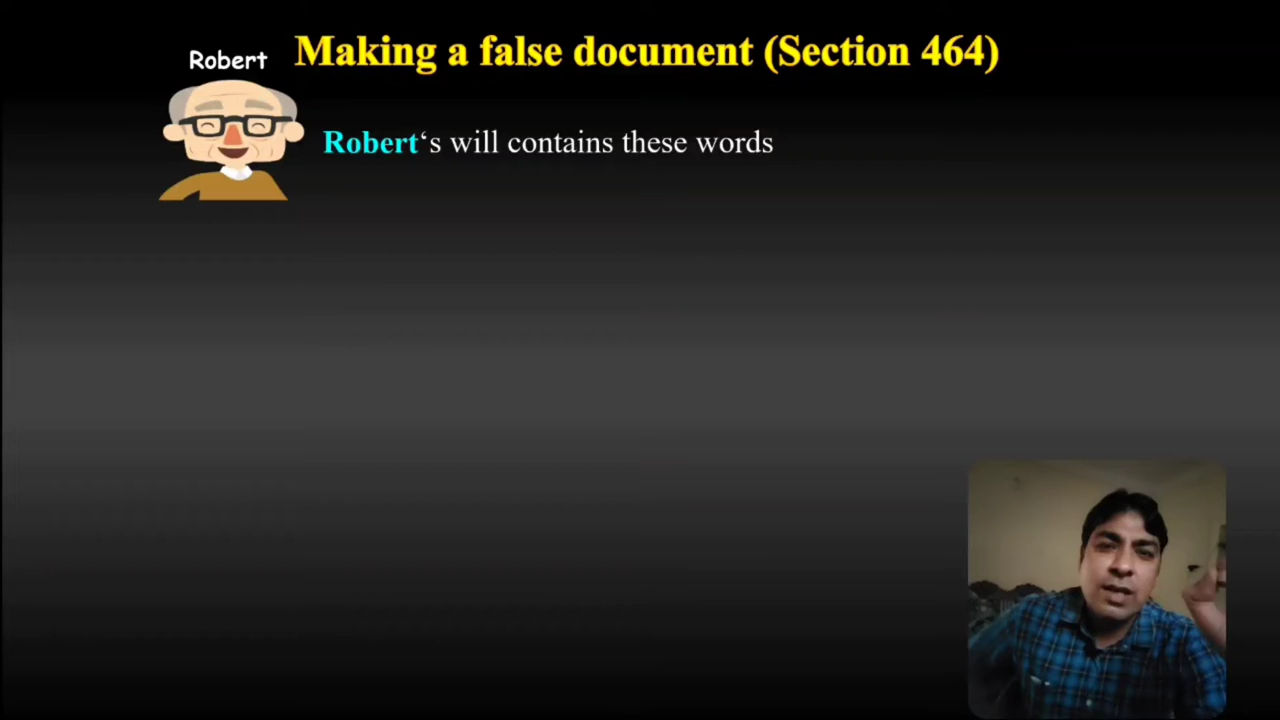 Making a false document (Section 464)
Robert
Robert‘s will contains these words